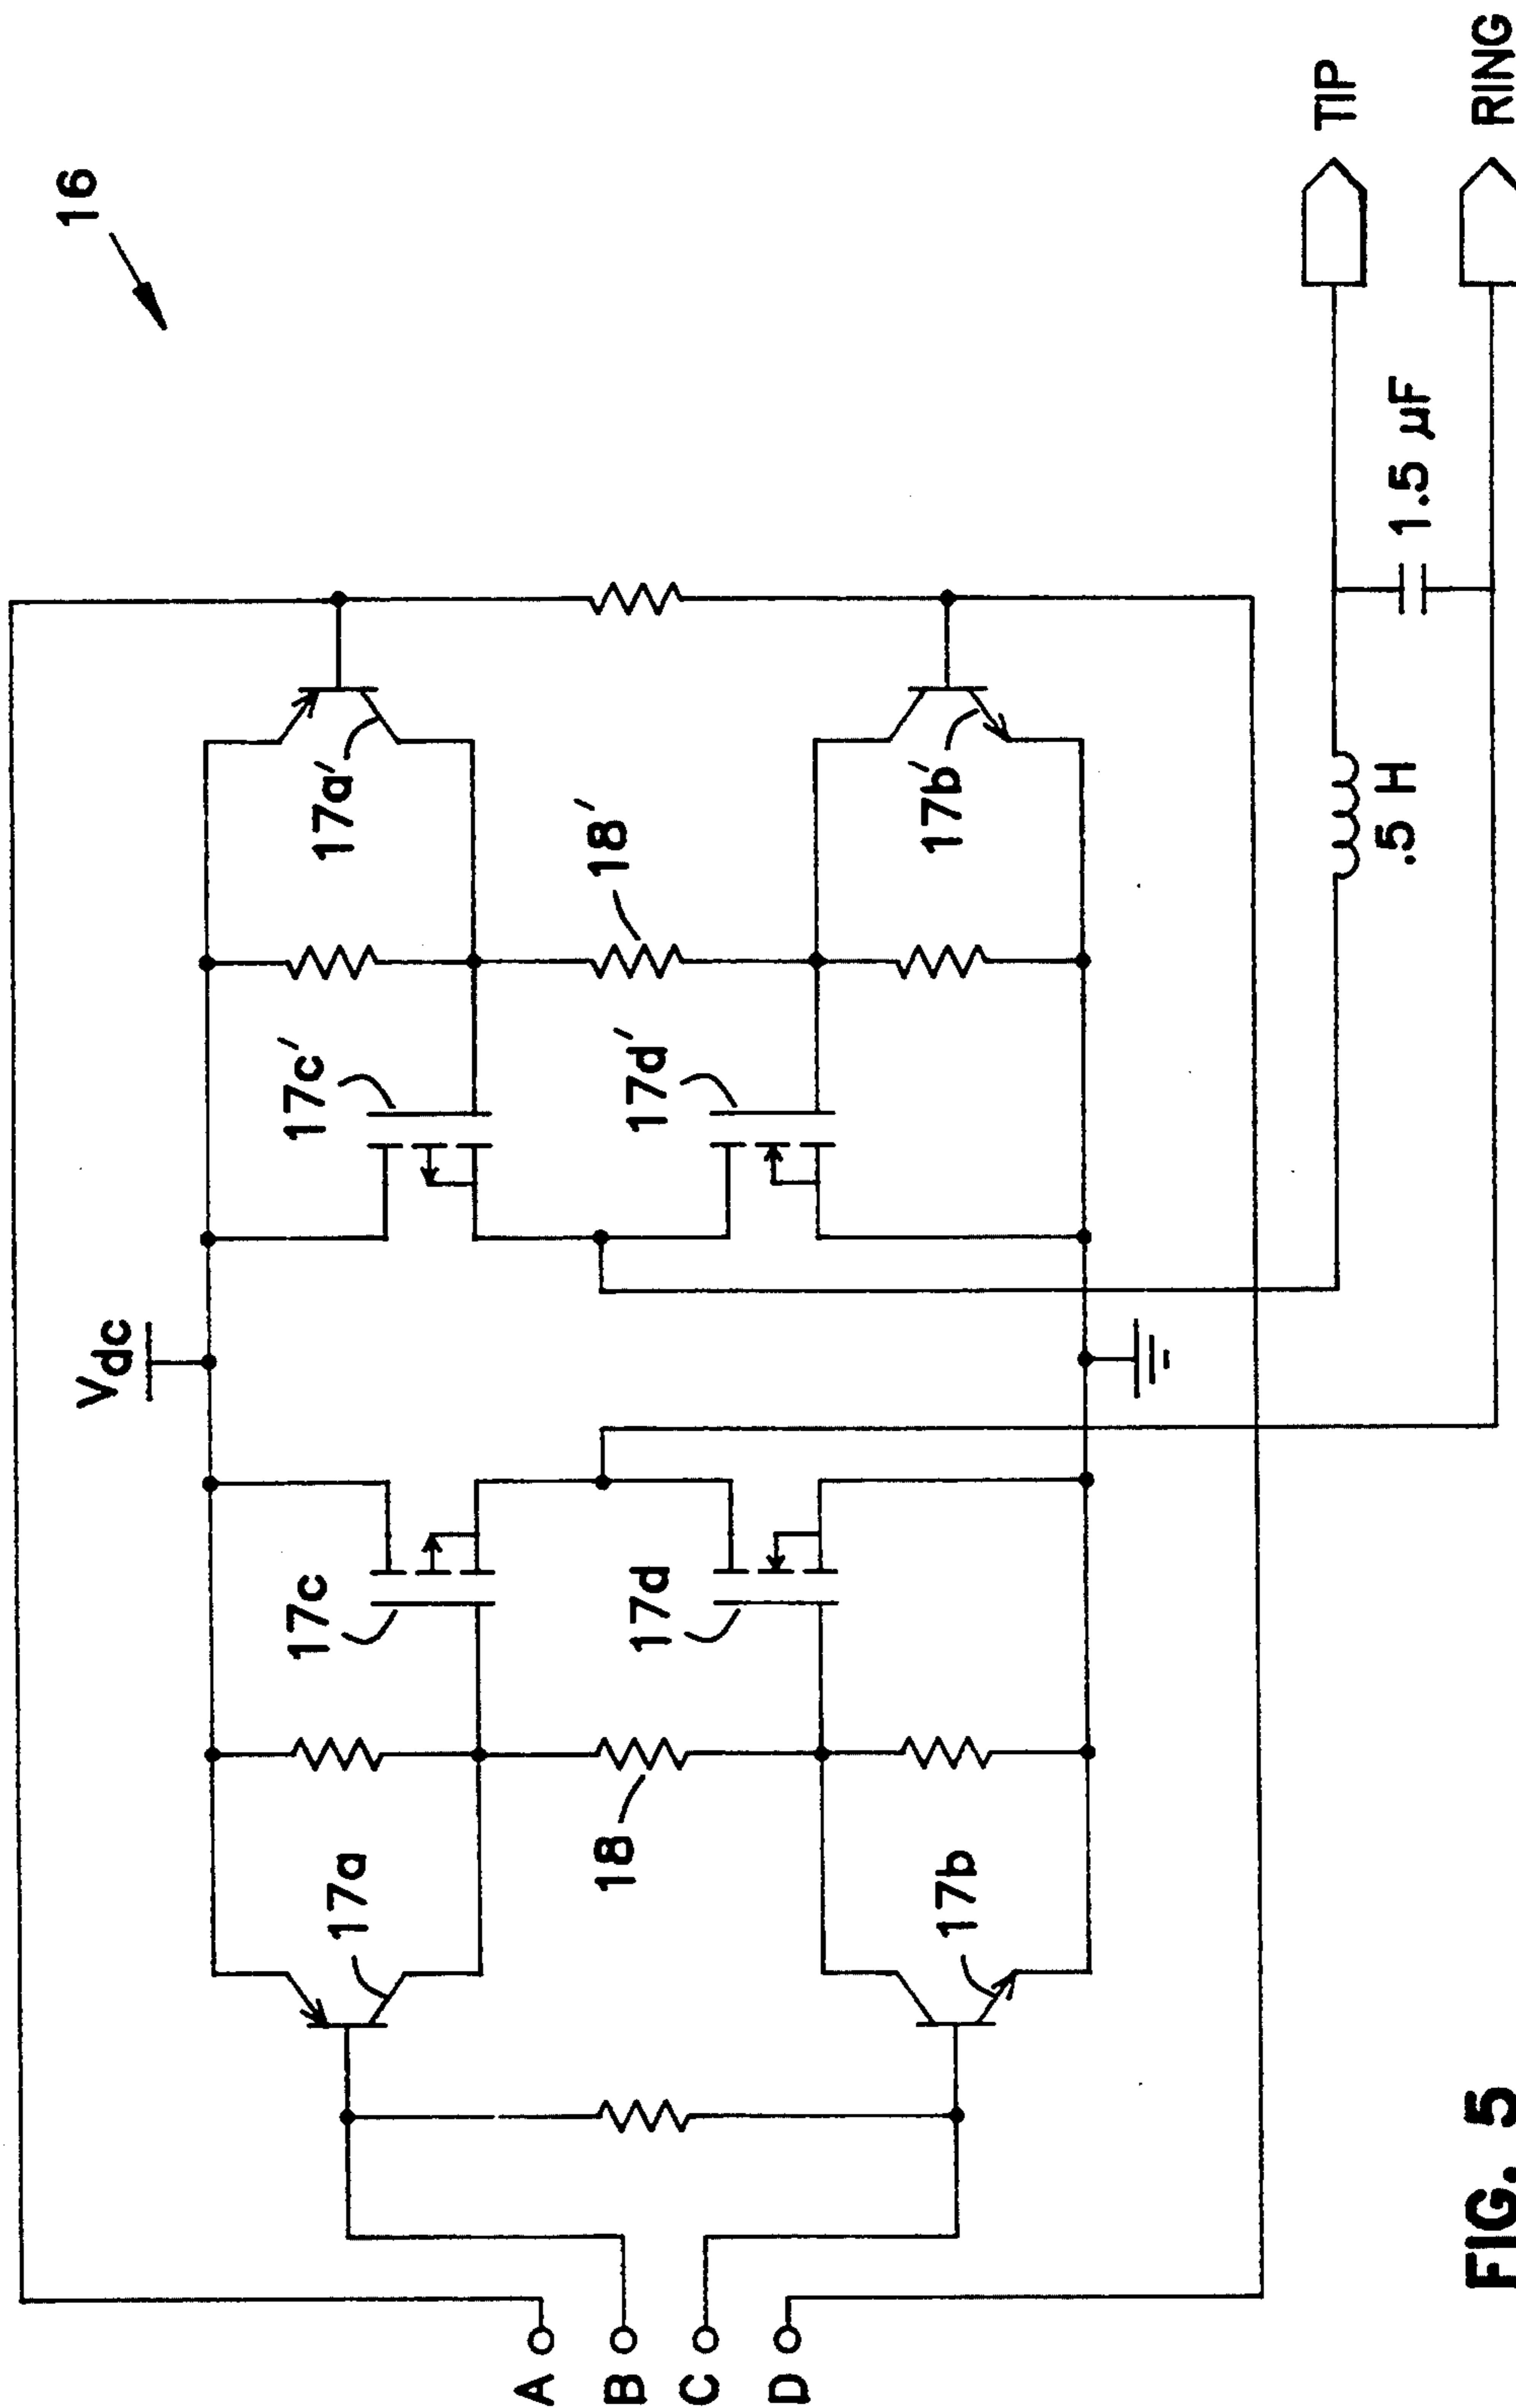 16
Vdc
17a
17c
17c′
17a′
18
18′
17b
17d
17d′
17b′
A
B
C
D
.5 H
1.5 µF
TIP
RING
FIG. 5